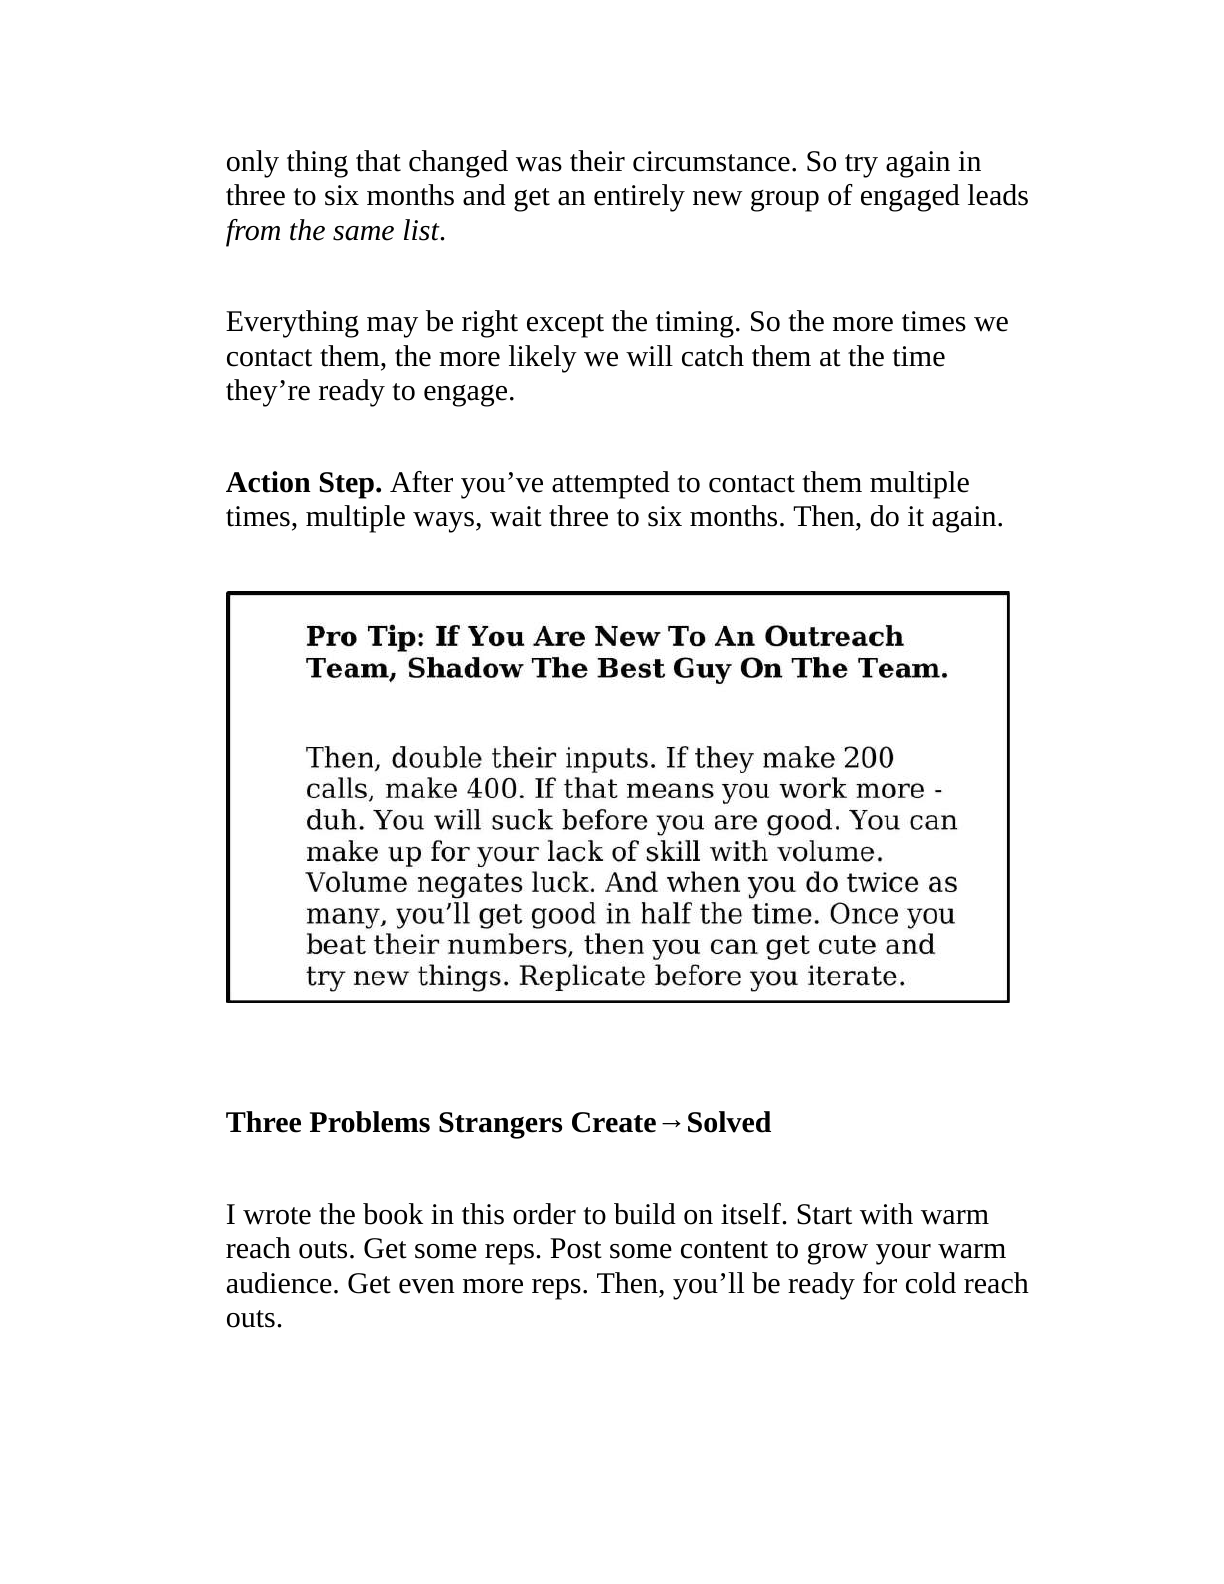 only thing that changed was their circumstance. So try again in
three to six months and get an entirely new group of engaged leads
from the same list.
Everything may be right except the timing. So the more times we
contact them, the more likely we will catch them at the time
they’re ready to engage.
Action Step. After you’ve attempted to contact them multiple
times, multiple ways, wait three to six months. Then, do it again.
Pro Tip: If You Are New To An Outreach
Team, Shadow The Best Guy On The Team.
Then, double their inputs. If they make 200
calls, make 400. If that means you work more -
duh. You will suck before you are good. You can
make up for your lack of skill with volume.
Volume negates luck. And when you do twice as
many, you’ll get good in half the time. Once you
beat their numbers, then you can get cute and
try new things. Replicate before you iterate.
Three Problems Strangers Create→Solved
I wrote the book in this order to build on itself. Start with warm
reach outs. Get some reps. Post some content to grow your warm
audience. Get even more reps. Then, you’ll be ready for cold reach
outs.